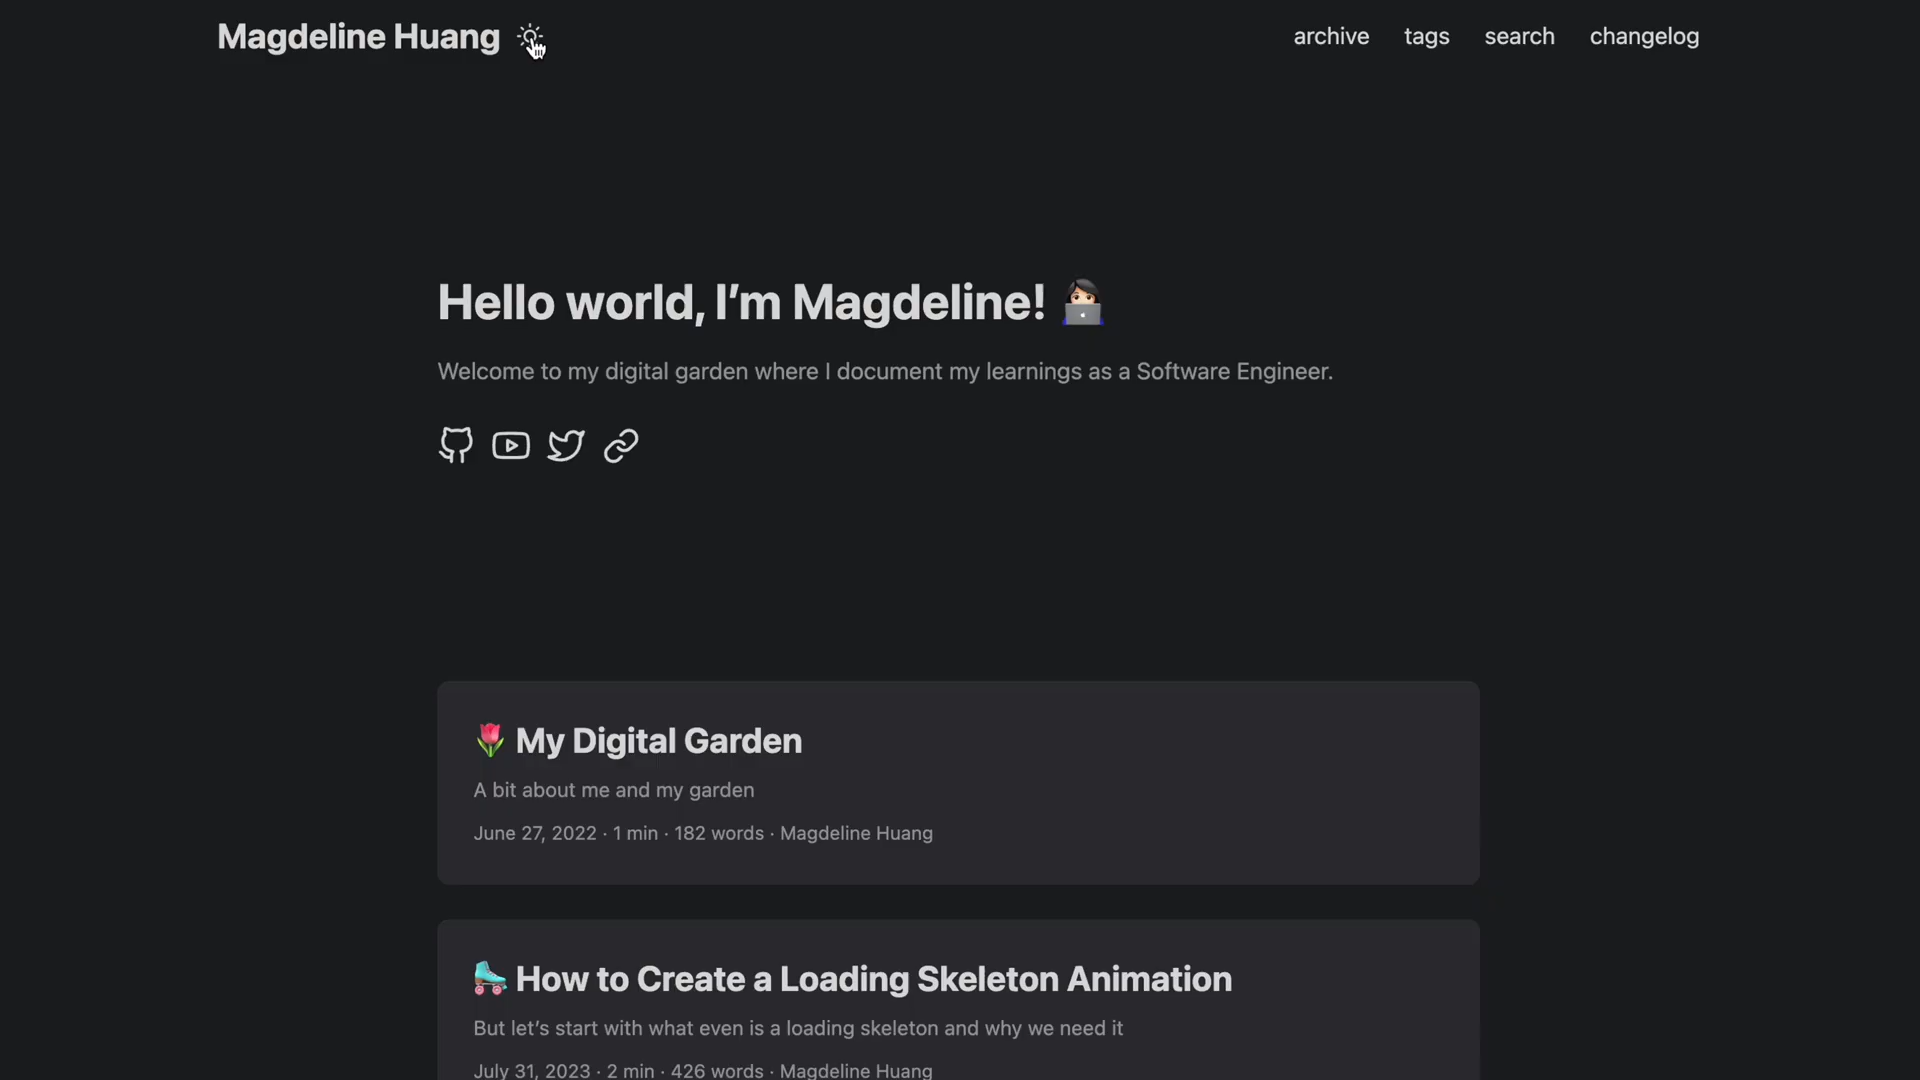 Magdeline Huang
archive tags search changelog
Hello world, I’m Magdeline!
Welcome to my digital garden where I document my learnings as a Software Engineer.
My Digital Garden
A bit about me and my garden
June 27, 2022 · 1 min · 182 words · Magdeline Huang
How to Create a Loading Skeleton Animation
But let’s start with what even is a loading skeleton and why we need it
July 31, 2023 · 2 min · 426 words · Magdeline Huang